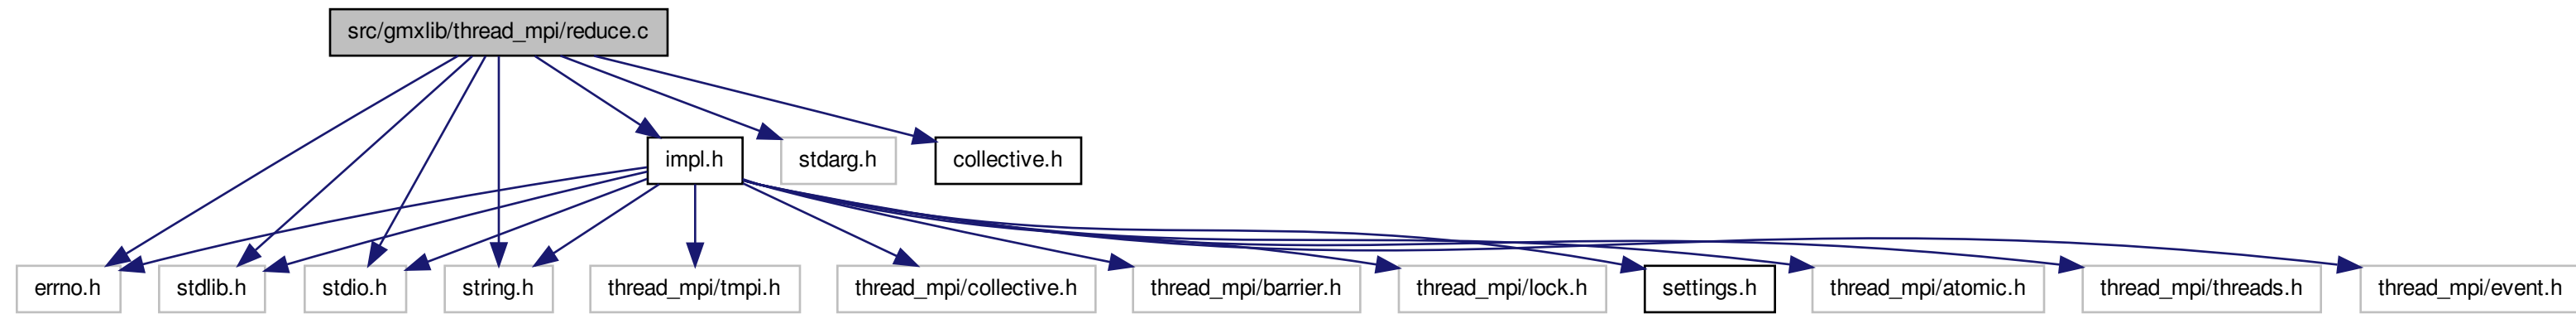 src/gmxlib/thread_mpi/reduce.c
impl.h
stdarg.h
collective.h
errno.h
stdlib.h
stdio.h
string.h
thread_mpi/tmpi.h
thread_mpi/collective.h
thread_mpi/barrier.h
thread_mpi/lock.h
settings.h
thread_mpi/atomic.h
thread_mpi/threads.h
thread_mpi/event.h